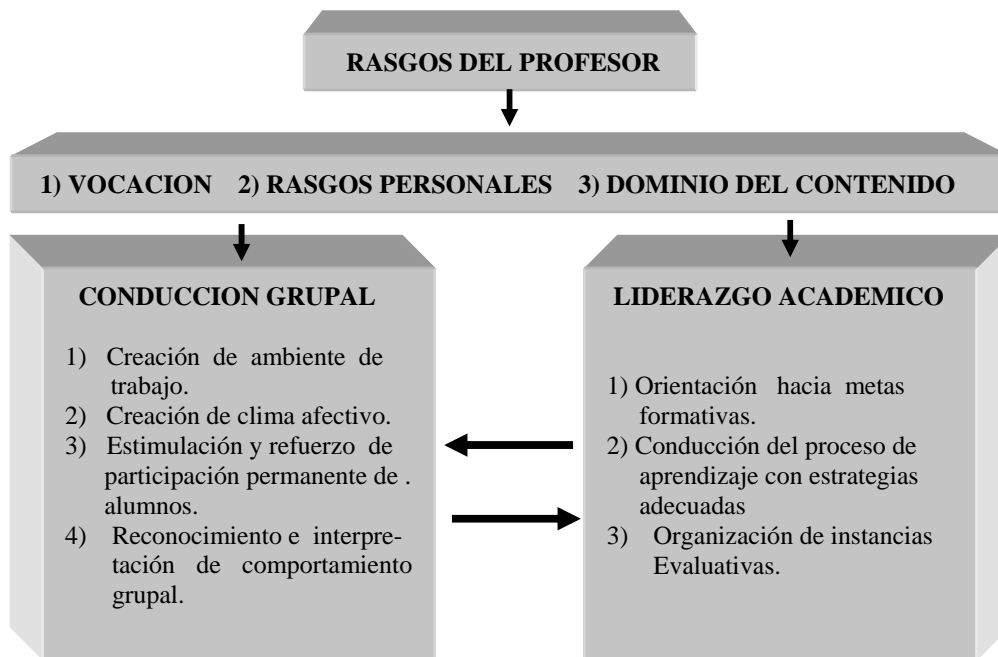 RASGOS DEL PROFESOR
1) VOCACION 2) RASGOS PERSONALES 3) DOMINIO DEL CONTENIDO
CONDUCCION GRUPAL
1) Creación de ambiente de
trabajo.
2) Creación de clima afectivo.
3) Estimulación y refuerzo de
participación permanente de .
alumnos.
4) Reconocimiento e interpre-
tación de comportamiento
grupal.
LIDERAZGO ACADEMICO
1) Orientación hacia metas
formativas.
2) Conducción del proceso de
aprendizaje con estrategias
adecuadas
3) Organización de instancias
Evaluativas.